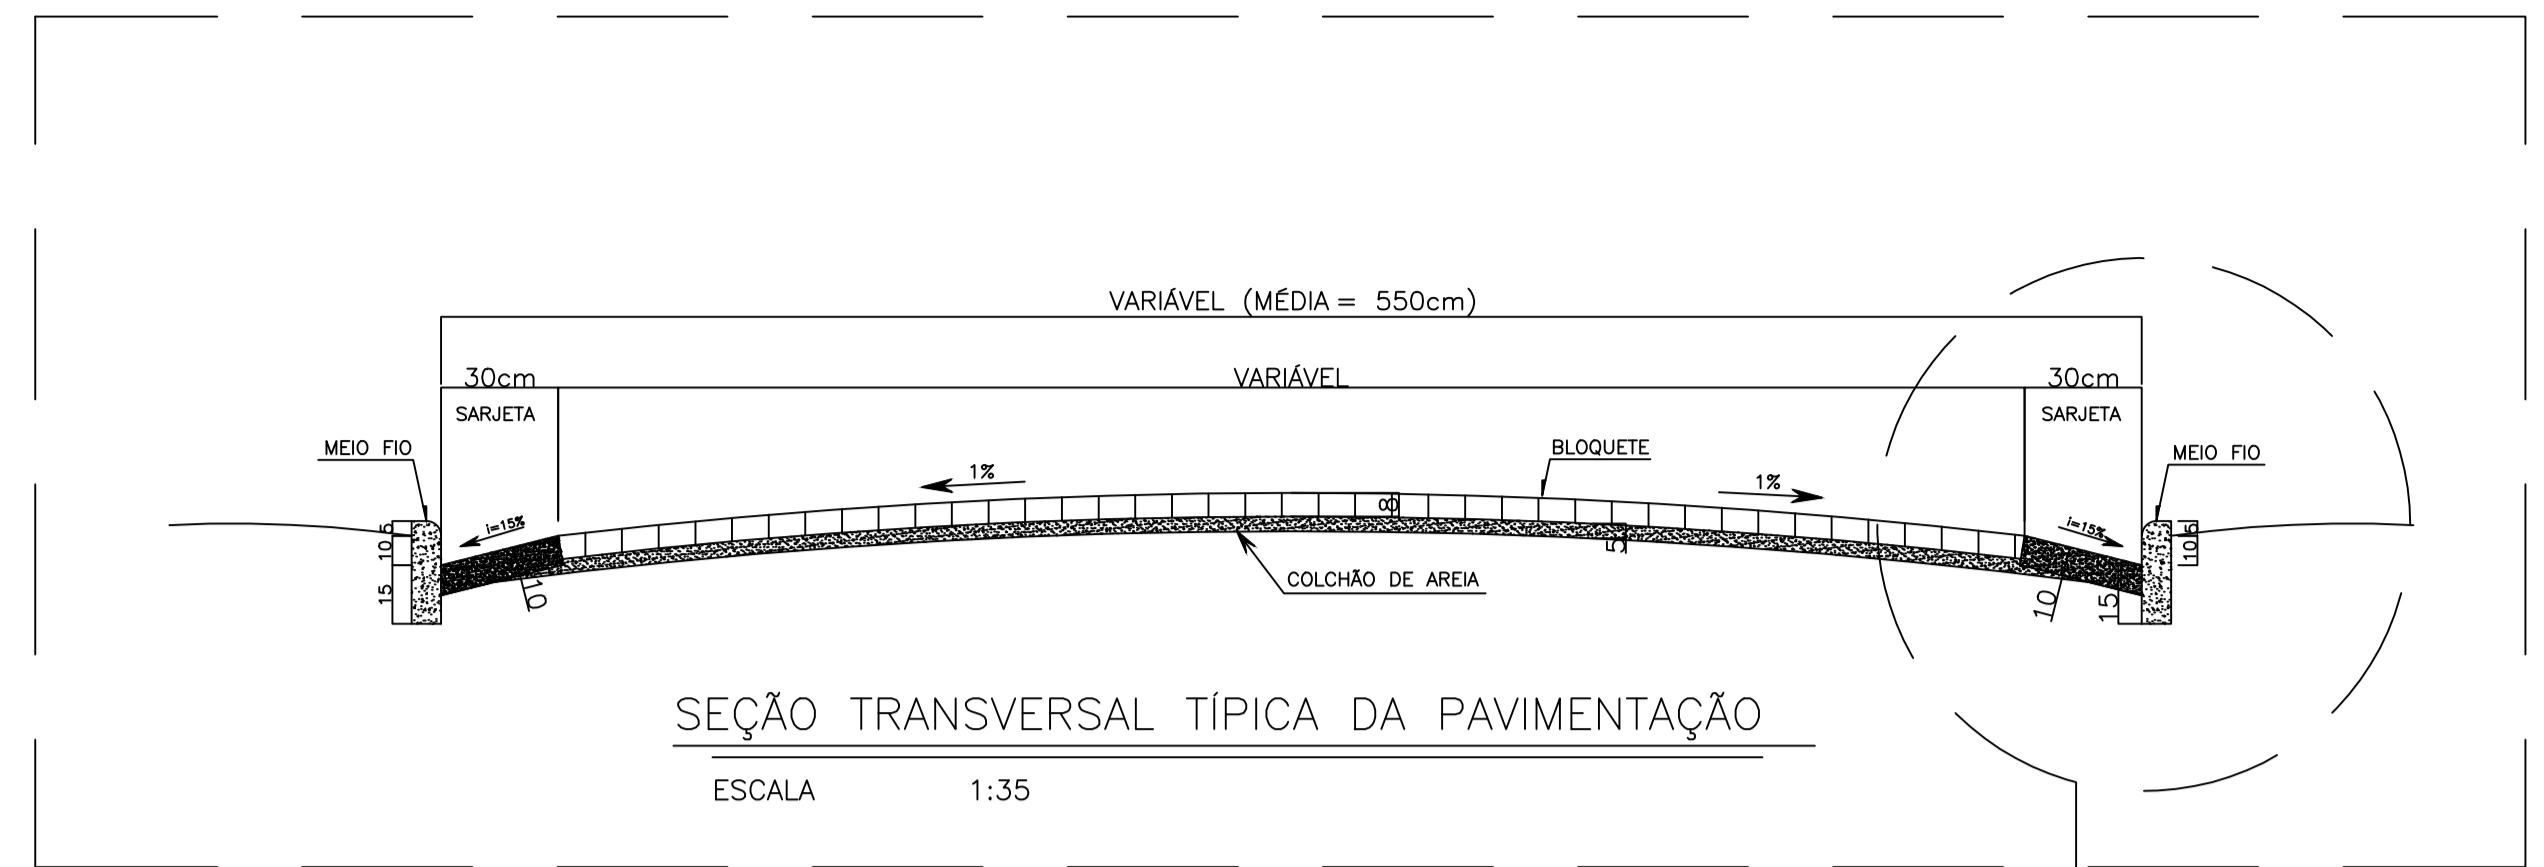 VARIÁVEL (MÉDIA = 550cm)
30cm
VARIÁVEL
30cm
SARJETA
SARJETA
MEIO FIO
BLOQUETE
MEIO FIO
1%
1%
i=15%
8
i=15%
5
10
15
5
10
5
10
COLCHÃO DE AREIA
10
10
15
SEÇÃO TRANSVERSAL TÍPICA DA PAVIMENTAÇÃO
ESCALA 1:35